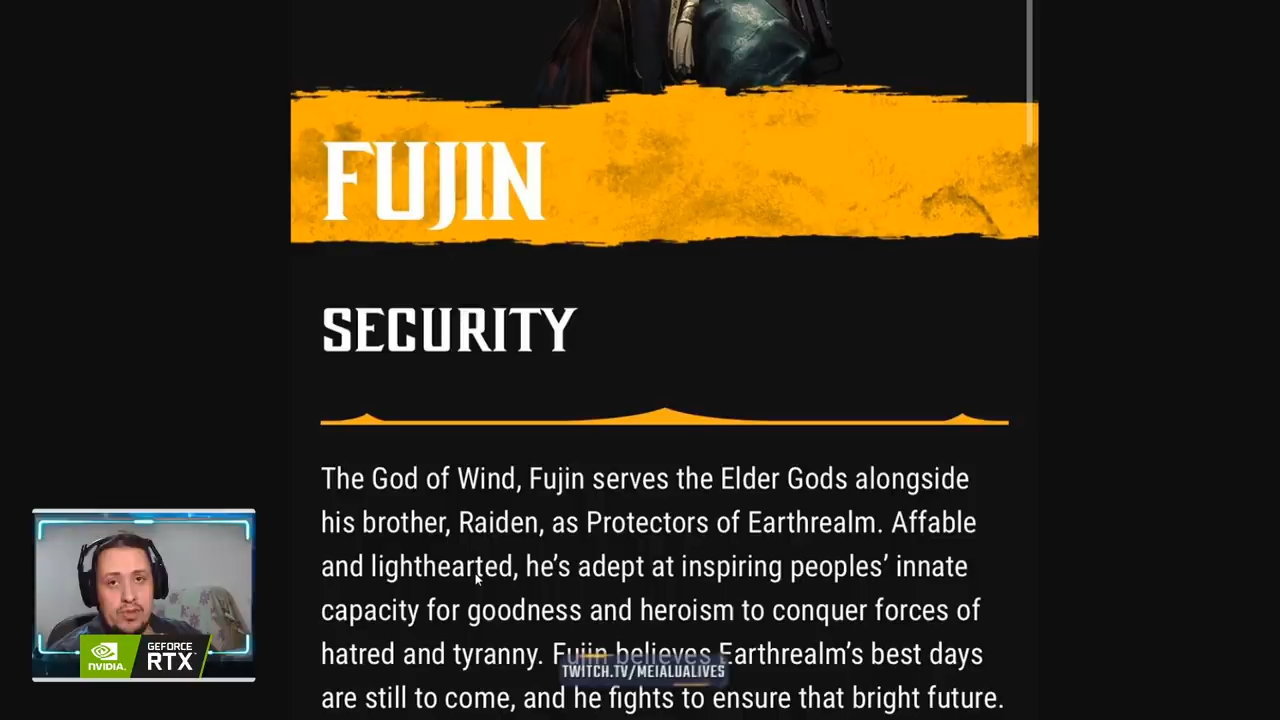 FUJIN
SECURITY
The God of Wind, Fujin serves the Elder Gods alongside
his brother, Raiden, as Protectors of Earthrealm. Affable
and lighthearted, he's adept at inspiring peoples' innate
capacity for goodness and heroism to conquer forces of
hatred and tyranny. Fujin believes Earthrealm's best days
are still to come, and he fights to ensure that bright future.
TWITCH.TV/MEIALUALIVES
NVIDIA.
GEFORCE
RTX